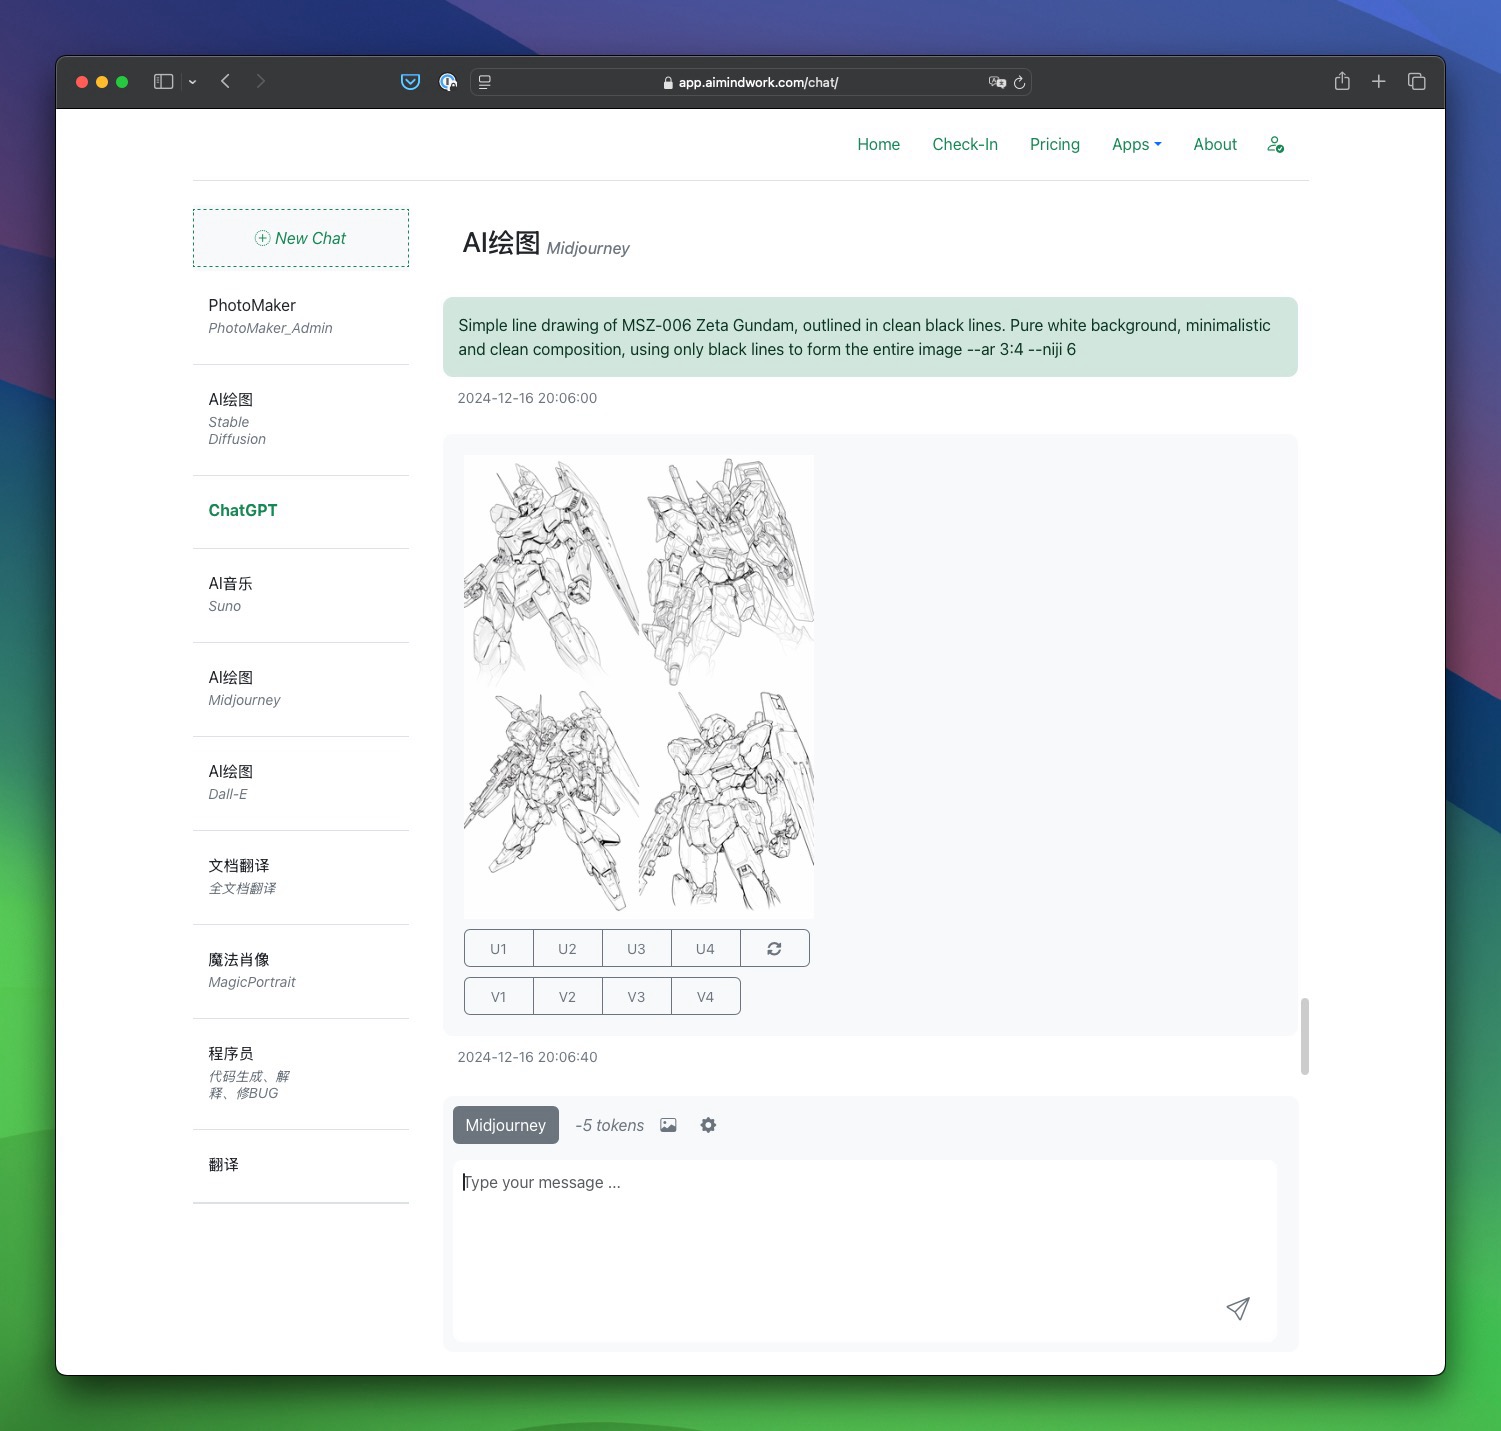 app.aimindwork.com/chat/
Home Check-In Pricing Apps About
New Chat
PhotoMaker
PhotoMaker_Admin
AI绘图
Stable
Diffusion
ChatGPT
AI音乐
Suno
AI绘图
Midjourney
AI绘图
Dall-E
文档翻译
全文档翻译
魔法肖像
MagicPortrait
程序员
代码生成、解
释、修BUG
翻译
AI绘图 Midjourney
Simple line drawing of MSZ-006 Zeta Gundam, outlined in clean black lines. Pure white background, minimalistic
and clean composition, using only black lines to form the entire image --ar 3:4 --niji 6
2024-12-16 20:06:00
U1 U2 U3 U4
V1 V2 V3 V4
2024-12-16 20:06:40
Midjourney -5 tokens
Type your message ...